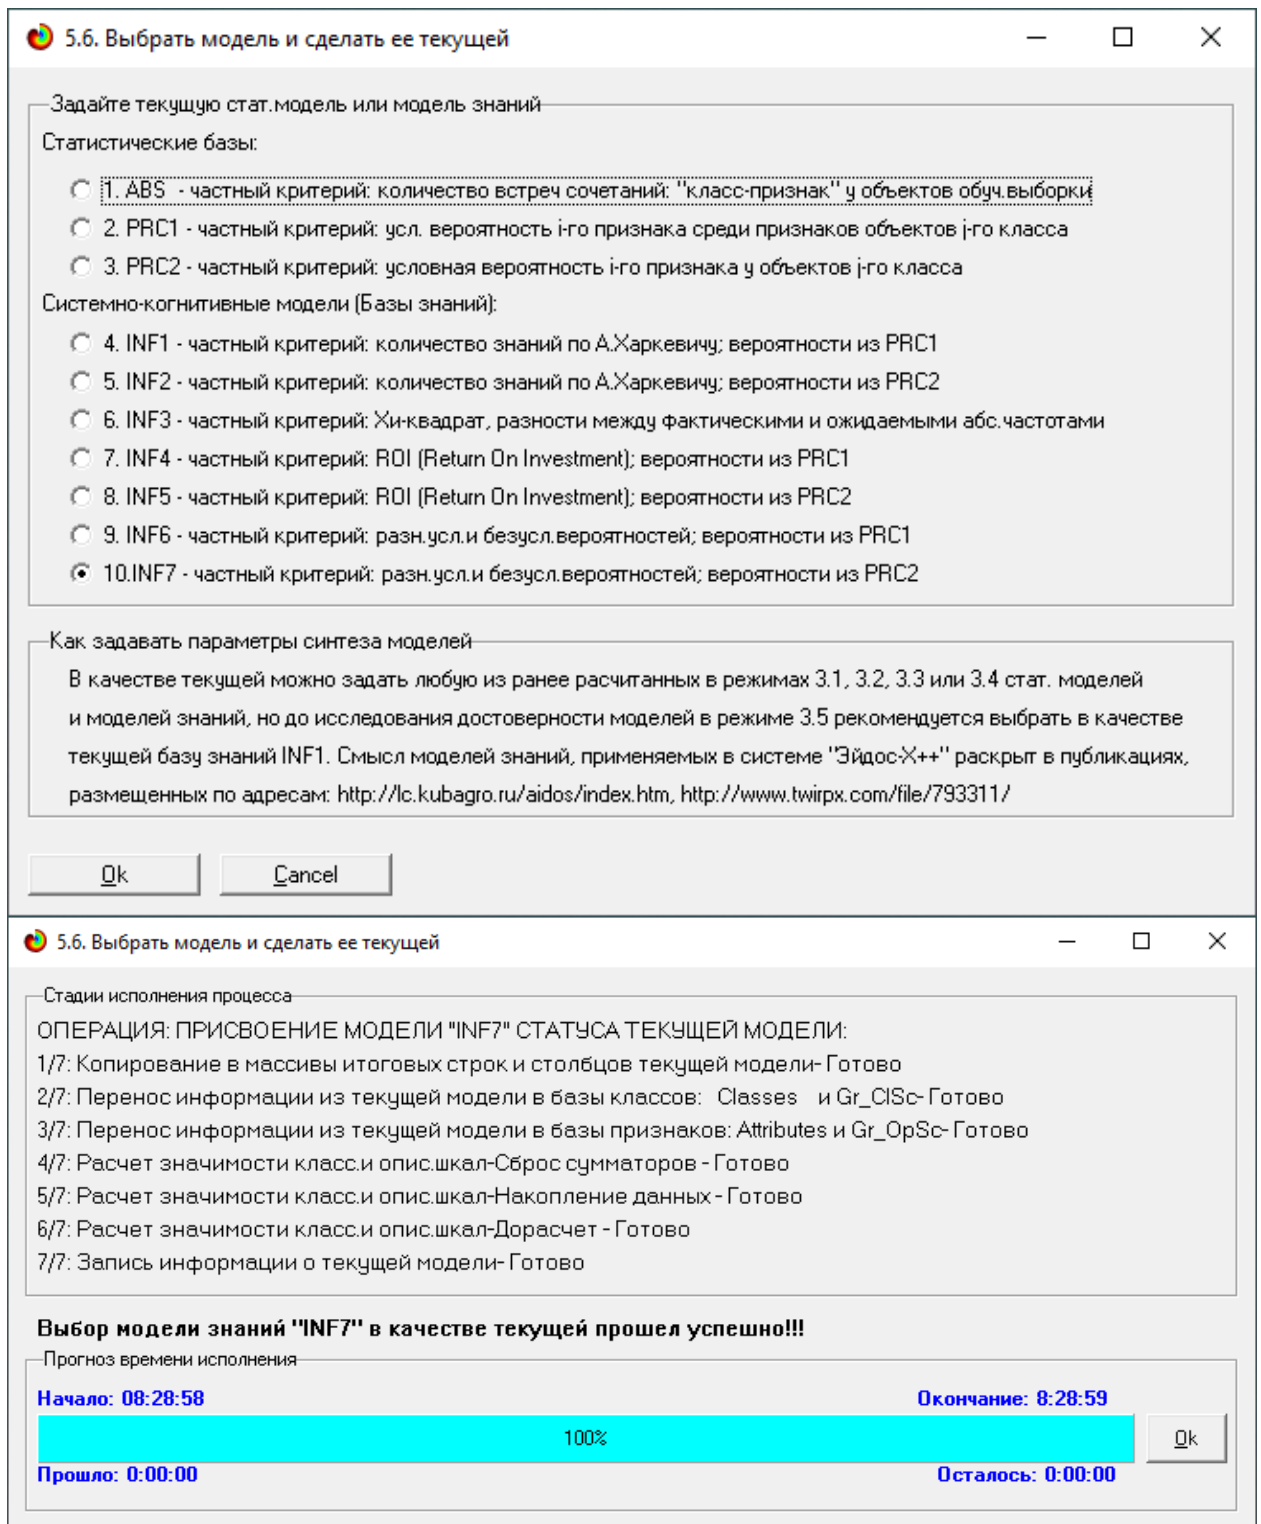 5.6. Выбрать модель и сделать ее текущей
Задайте текущую стат.модель или модель знаний
Статистические базы:
1. ABS - частный критерий: количество встреч сочетаний: "класс-признак" у объектов обуч.выборки
2. PRC1 - частный критерий: усл. вероятность i-го признака среди признаков объектов j-го класса
3. PRC2 - частный критерий: условная вероятность i-го признака у объектов j-го класса
Системно-когнитивные модели (Базы знаний):
4. INF1 - частный критерий: количество знаний по А.Харкевичу; вероятности из PRC1
5. INF2 - частный критерий: количество знаний по А.Харкевичу; вероятности из PRC2
6. INF3 - частный критерий: Хи-квадрат, разности между фактическими и ожидаемыми абс.частотами
7. INF4 - частный критерий: ROI (Return On Investment); вероятности из PRC1
8. INF5 - частный критерий: ROI (Return On Investment); вероятности из PRC2
9. INF6 - частный критерий: разн.усл.и безусл.вероятностей; вероятности из PRC1
10.INF7 - частный критерий: разн.усл.и безусл.вероятностей; вероятности из PRC2
Как задавать параметры синтеза моделей
В качестве текущей можно задать любую из ранее расчитанных в режимах 3.1, 3.2, 3.3 или 3.4 стат. моделей
и моделей знаний, но до исследования достоверности моделей в режиме 3.5 рекомендуется выбрать в качестве
текущей базу знаний INF1. Смысл моделей знаний, применяемых в системе "Эйдос-Х++" раскрыт в публикациях,
размещенных по адресам: http://lc.kubagro.ru/aidos/index.htm, http://www.twirpx.com/file/793311/
Ok Cancel
5.6. Выбрать модель и сделать ее текущей
Стадии исполнения процесса
ОПЕРАЦИЯ: ПРИСВОЕНИЕ МОДЕЛИ "INF7" СТАТУСА ТЕКУЩЕЙ МОДЕЛИ:
1/7: Копирование в массивы итоговых строк и столбцов текущей модели- Готово
2/7: Перенос информации из текущей модели в базы классов: Classes и Gr_ClSc- Готово
3/7: Перенос информации из текущей модели в базы признаков: Attributes и Gr_OpSc- Готово
4/7: Расчет значимости класс.и опис.шкал-Сброс сумматоров - Готово
5/7: Расчет значимости класс.и опис.шкал-Накопление данных - Готово
6/7: Расчет значимости класс.и опис.шкал-Дорасчет - Готово
7/7: Запись информации о текущей модели- Готово
Выбор модели знаний "INF7" в качестве текущей прошел успешно!!!
Прогноз времени исполнения
Начало: 08:28:58 Окончание: 8:28:59
100% Ok
Прошло: 0:00:00 Осталось: 0:00:00